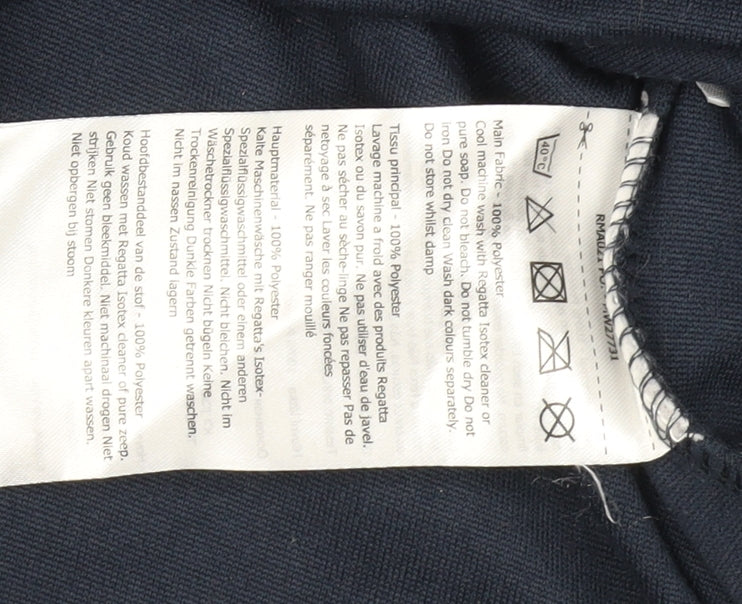 RMA021
40°C
Main Fabric - 100% Polyester
Cool machine wash with Regatta Isotex cleaner or
pure soap. Do not bleach. Do not tumble dry. Do not
iron Do not dry clean Wash dark colours separately.
Do not store whilst damp
Tissu principal - 100% Polyester
Lavage machine a froid avec des produits Regatta
Isotex ou du savon pur. Ne pas utiliser d'eau de javel.
Ne pas sécher au sèche-linge Ne pas repasser Pas de
netoyage à sec Laver les couleurs foncées
séparément. Ne pas ranger mouillé
Hauptmaterial - 100% Polyester
Kalte Maschinenwäsche mit Regatta's Isotex-
Spezialflüssigwaschmittel oder einem anderen
Spezialflüssigwaschmittel. Nicht bleichen. Nicht im
Wäschetrockner trocknen Nicht bügeln Keine
Trockenreinigung Dunkle Farben getrennt waschen.
Nicht im nassen Zustand lagern
Hoofdbestanddeel van de stof - 100% Polyester
Koud wassen met Regatta Isotex cleaner of pure zeep.
Gebruik geen bleekmiddel. Niet machinaal drogen Niet
strijken Niet stomen Donkere kleuren apart wassen.
Niet opbergen bij stoom